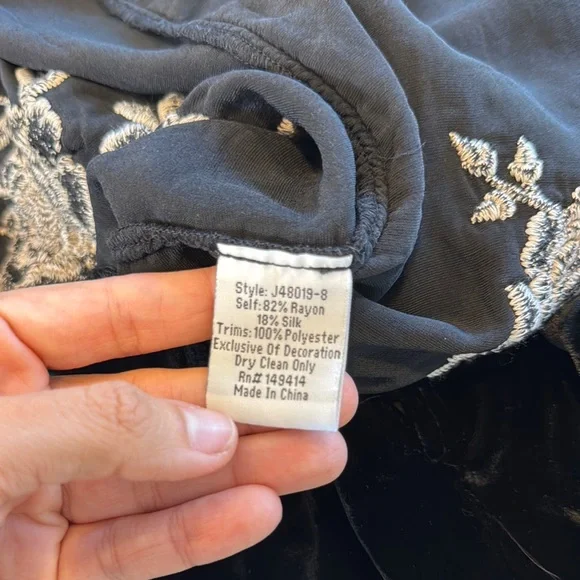 Style: J48019-8
Self:82% Rayon
18% Silk
Trims:100% Polyester
Exclusive Of Decoration
Dry Clean Only
Rn# 149414
Made In China